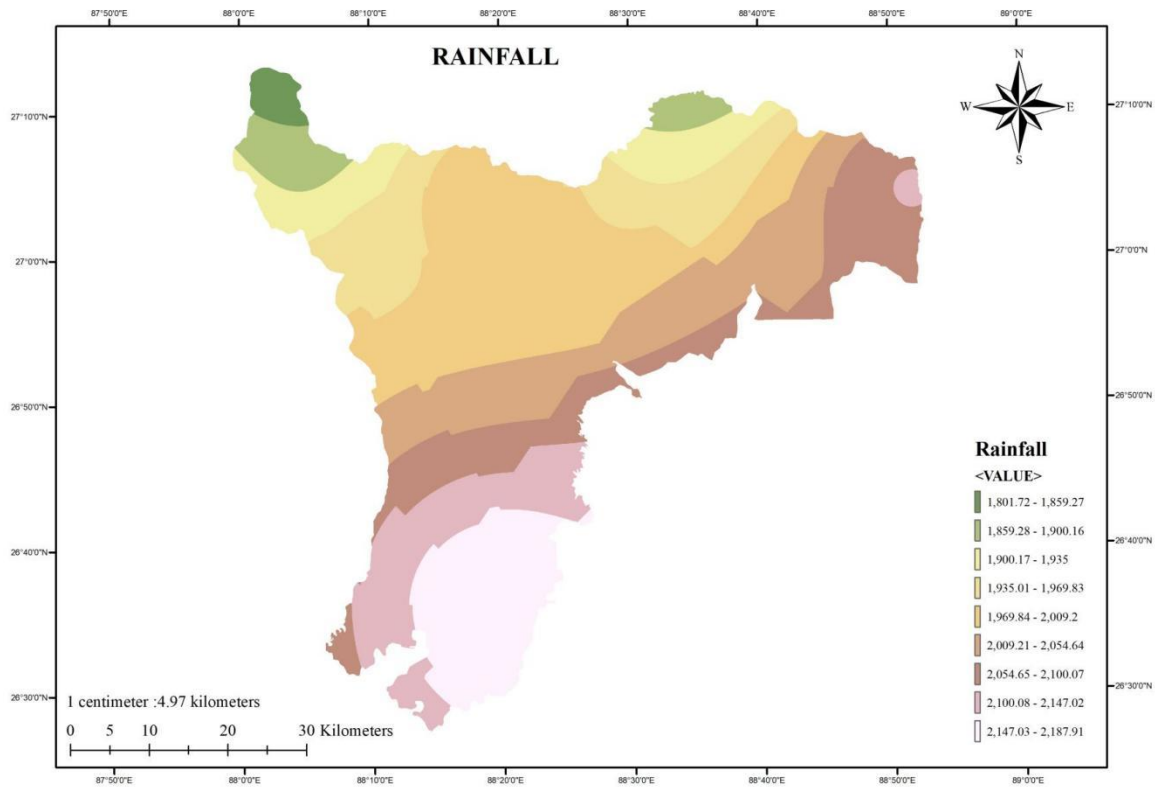 87°50'0"E 88°0'0"E 88°10'0"E 88°20'0"E 88°30'0"E 88°40'0"E 88°50'0"E 89°0'0"E
RAINFALL
N
W E
S
27°10'0"N 27°10'0"N
27°0'0"N 27°0'0"N
26°50'0"N 26°50'0"N
Rainfall
<VALUE>
1,801.72 - 1,859.27
1,859.28 - 1,900.16
1,900.17 - 1,935
1,935.01 - 1,969.83
1,969.84 - 2,009.2
2,009.21 - 2,054.64
2,054.65 - 2,100.07
2,100.08 - 2,147.02
2,147.03 - 2,187.91
26°40'0"N 26°40'0"N
26°30'0"N 26°30'0"N
1 centimeter :4.97 kilometers
0 5 10 20 30 Kilometers
87°50'0"E 88°0'0"E 88°10'0"E 88°20'0"E 88°30'0"E 88°40'0"E 88°50'0"E 89°0'0"E